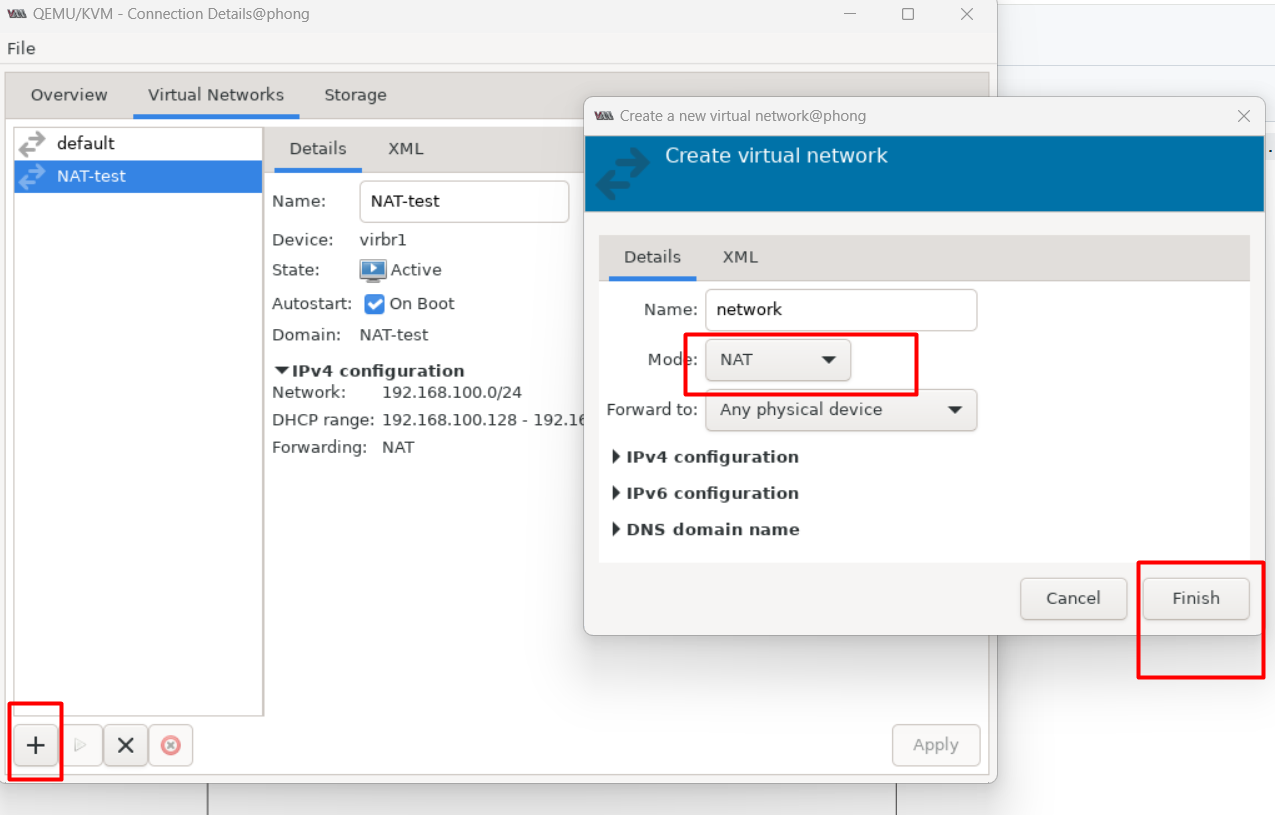 QEMU/KVM - Connection Details@phong
File
Overview Virtual Networks Storage
default
NAT-test
Details XML
Name: NAT-test
Device: virbr1
State: Active
Autostart: On Boot
Domain: NAT-test
IPv4 configuration
Network: 192.168.100.0/24
DHCP range: 192.168.100.128 - 192.16
Forwarding: NAT
Apply
Create a new virtual network@phong
Create virtual network
Details XML
Name: network
Mode: NAT
Forward to: Any physical device
IPv4 configuration
IPv6 configuration
DNS domain name
Cancel Finish